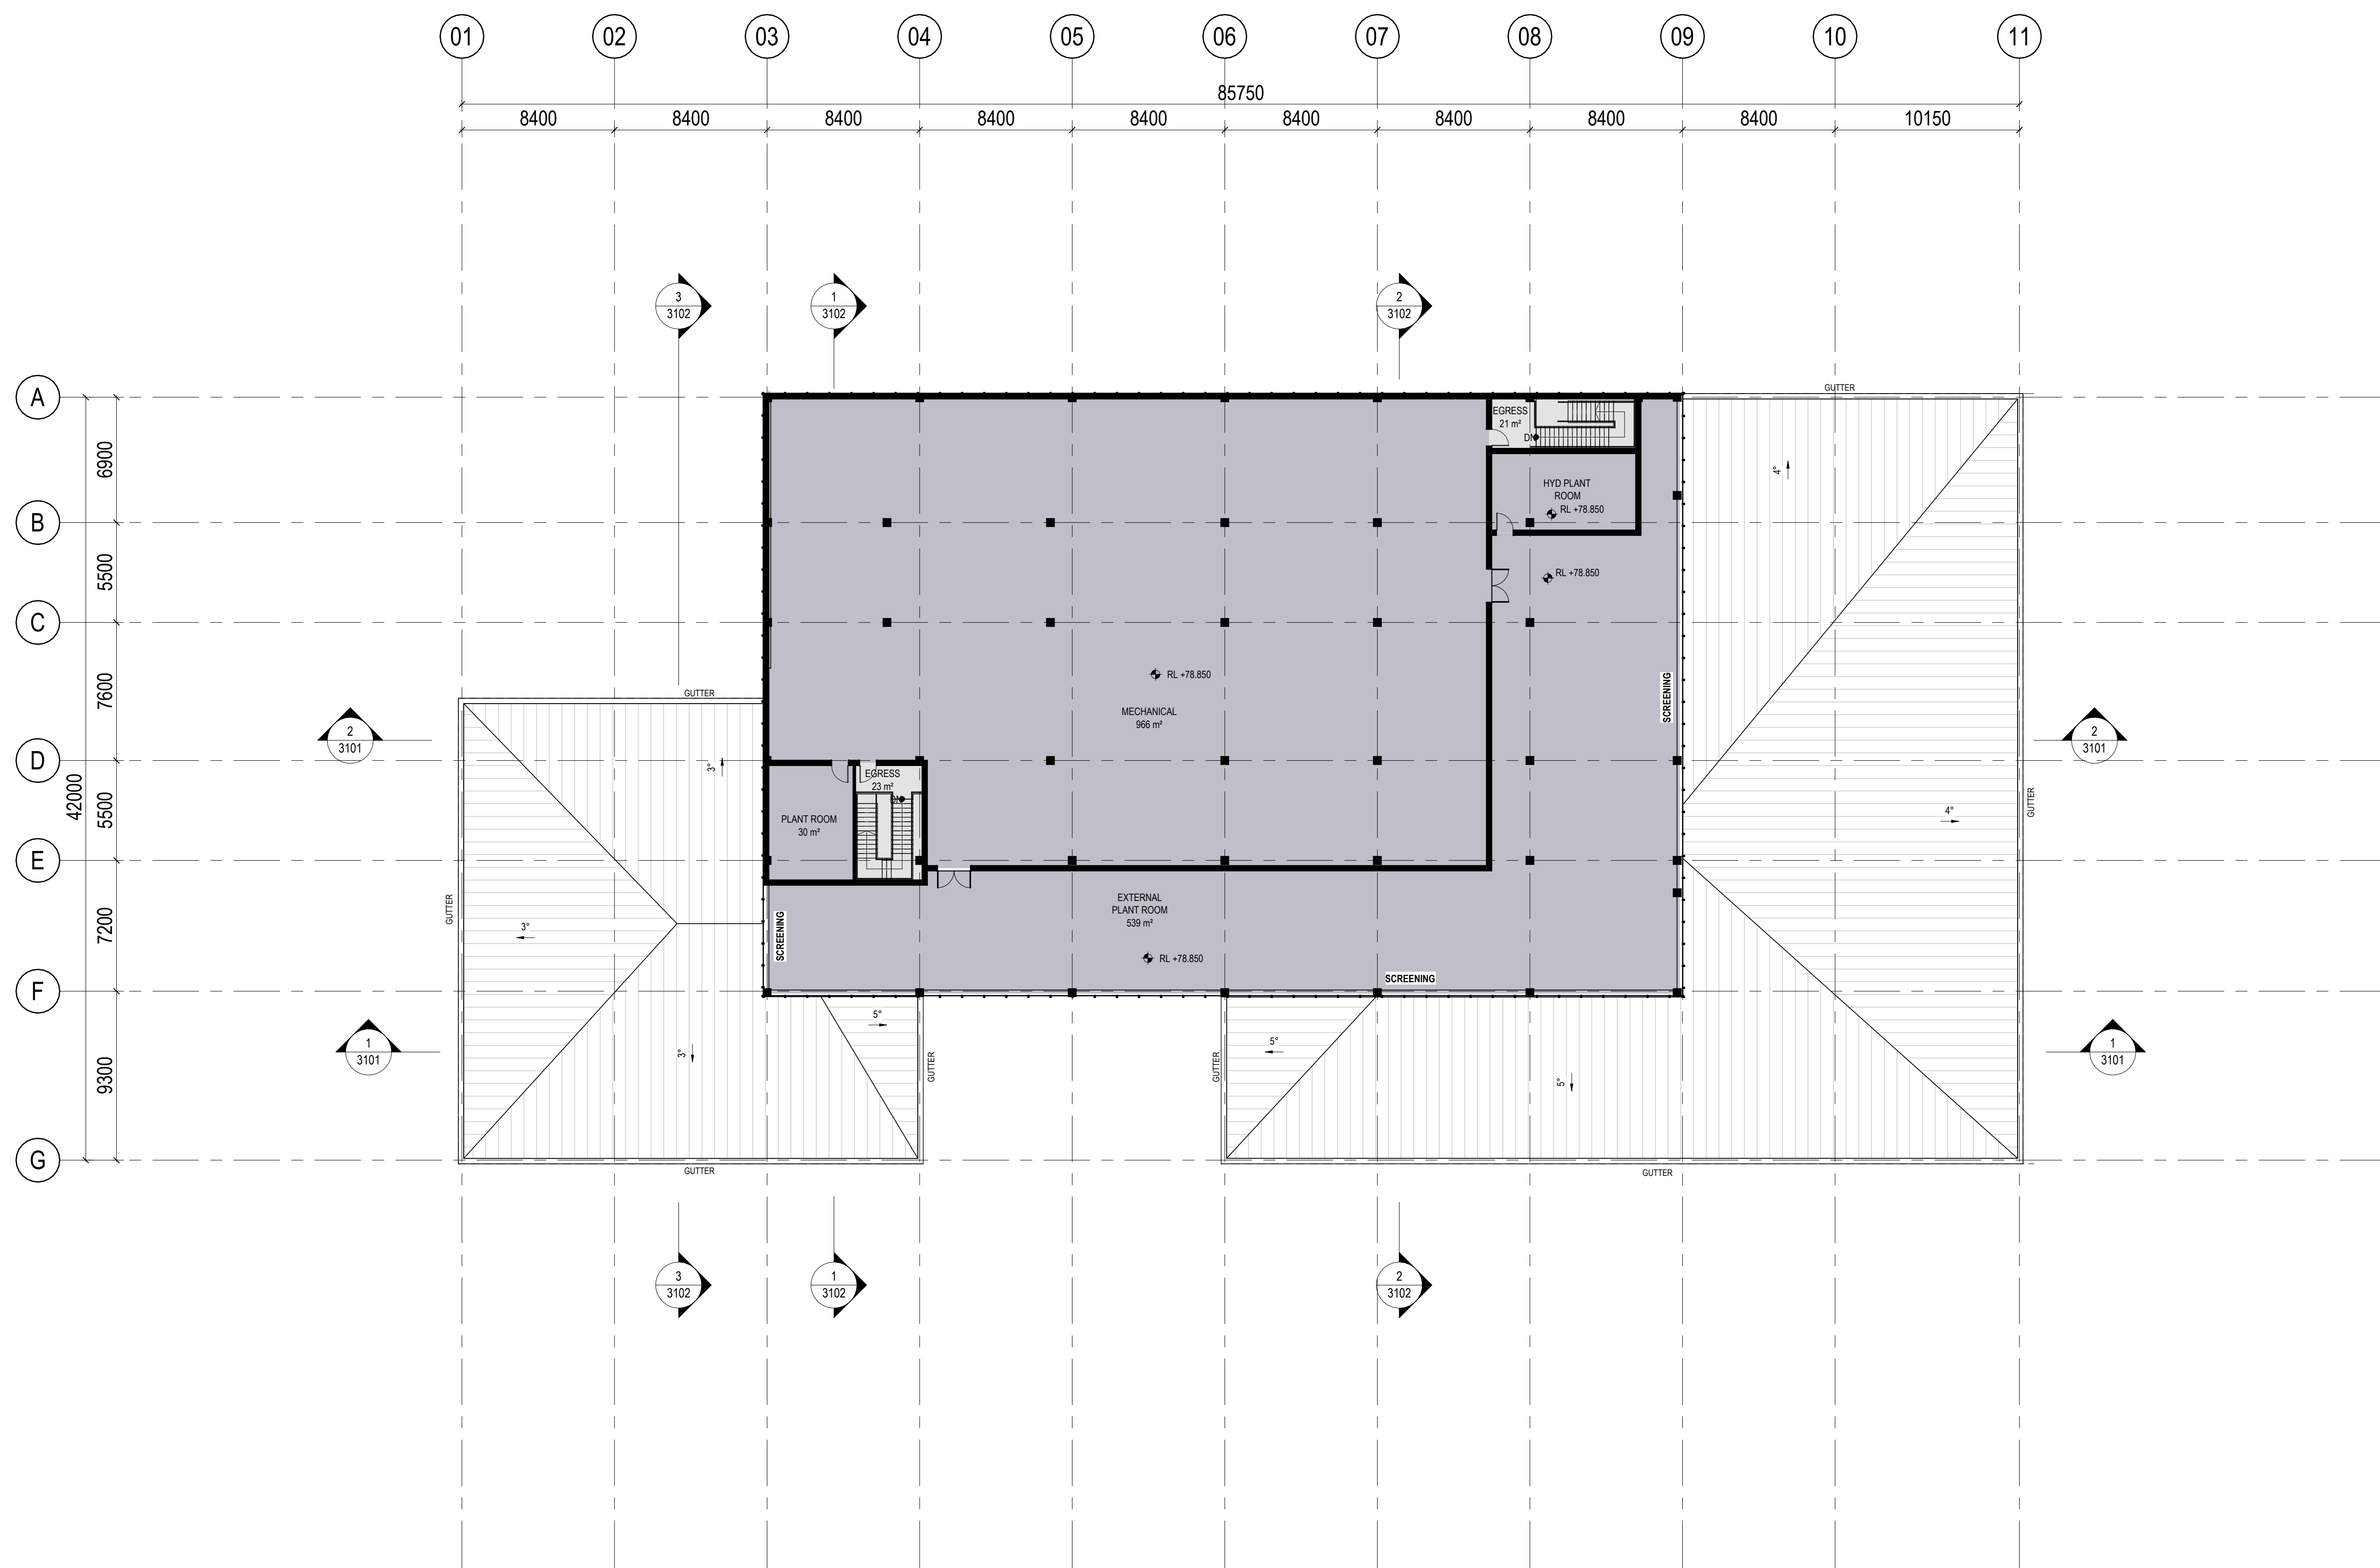 01 02 03 04 05 06 07 08 09 10 11
85750
8400 8400 8400 8400 8400 8400 8400 8400 8400 10150
3
3102
1
3102
2
3102
A
B
C
D
E
F
G
6900
5500
7600
5500
7200
9300
42000
GUTTER
EGRESS
21 m²
DN
4°
HYD PLANT
ROOM
RL +78.850
RL +78.850
RL +78.850
SCREENING
GUTTER
MECHANICAL
966 m²
2
3101
2
3101
3°
EGRESS
23 m²
DN
PLANT ROOM
30 m²
4°
GUTTER
GUTTER
3°
EXTERNAL
PLANT ROOM
539 m²
SCREENING
RL +78.850
SCREENING
5°
1
3101
3°
GUTTER
GUTTER
5°
5°
1
3101
GUTTER
GUTTER
3
3102
1
3102
2
3102